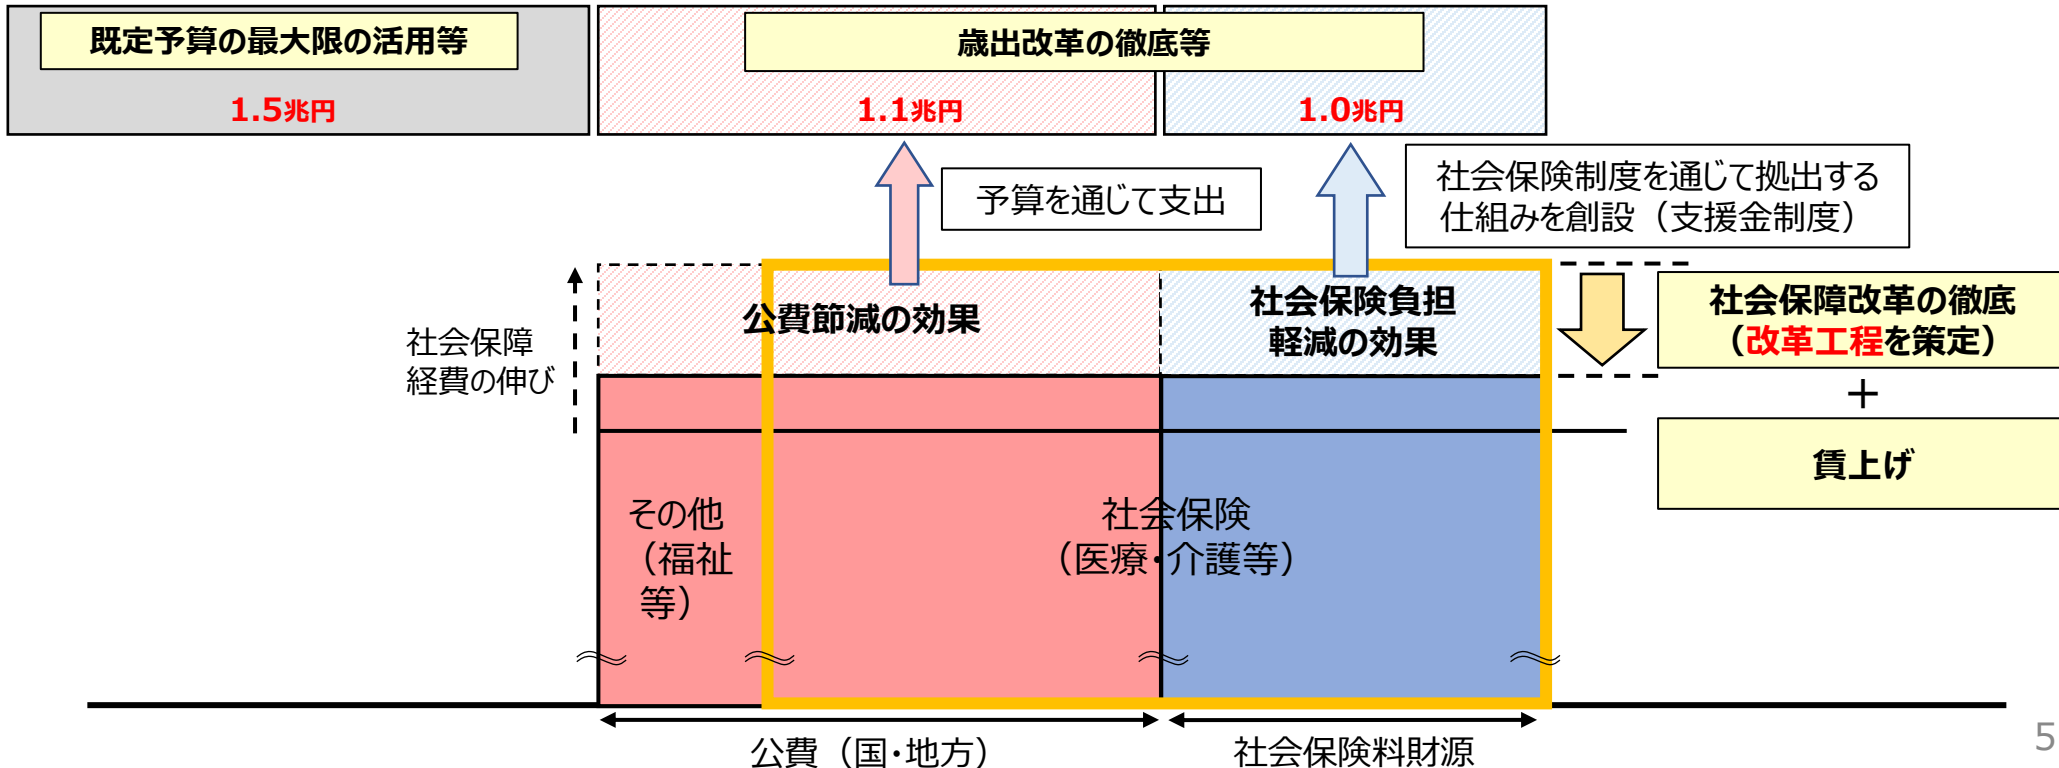 既定予算の最大限の活用等
1.5兆円
歳出改革の徹底等
1.1兆円
1.0兆円
予算を通じて支出
社会保険制度を通じて拠出する
仕組みを創設（支援金制度）
社会保障
経費の伸び
公費節減の効果
社会保険負担
軽減の効果
社会保障改革の徹底
（改革工程を策定）
＋
賃上げ
その他
（福祉
等）
社会保険
（医療・介護等）
公費（国・地方）
社会保険料財源
5